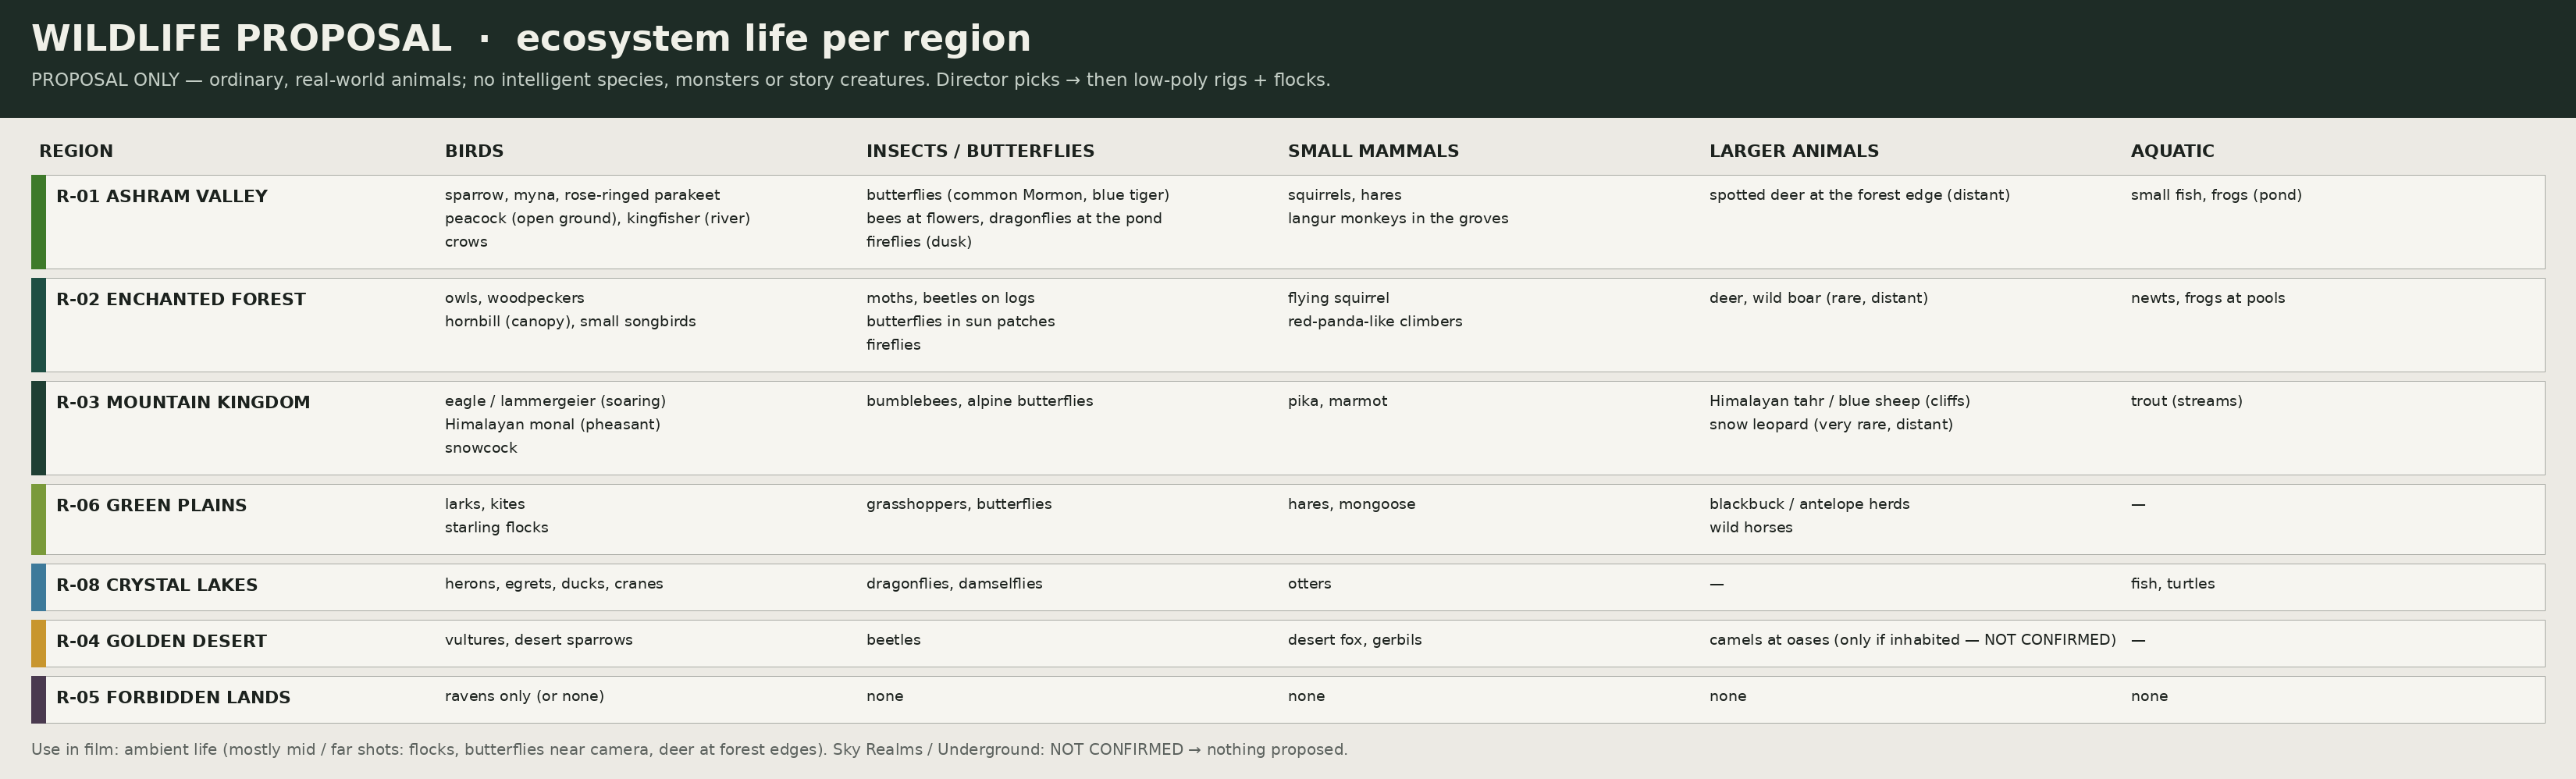 WILDLIFE PROPOSAL · ecosystem life per region
PROPOSAL ONLY — ordinary, real-world animals; no intelligent species, monsters or story creatures. Director picks → then low-poly rigs + flocks.
REGION BIRDS INSECTS / BUTTERFLIES SMALL MAMMALS LARGER ANIMALS AQUATIC
R-01 ASHRAM VALLEY sparrow, myna, rose-ringed parakeet butterflies (common Mormon, blue tiger) squirrels, hares spotted deer at the forest edge (distant) small fish, frogs (pond)
peacock (open ground), kingfisher (river) bees at flowers, dragonflies at the pond langur monkeys in the groves
crows fireflies (dusk)
R-02 ENCHANTED FOREST owls, woodpeckers moths, beetles on logs flying squirrel deer, wild boar (rare, distant) newts, frogs at pools
hornbill (canopy), small songbirds butterflies in sun patches red-panda-like climbers
fireflies
R-03 MOUNTAIN KINGDOM eagle / lammergeier (soaring) bumblebees, alpine butterflies pika, marmot Himalayan tahr / blue sheep (cliffs) trout (streams)
Himalayan monal (pheasant) snow leopard (very rare, distant)
snowcock
R-06 GREEN PLAINS larks, kites grasshoppers, butterflies hares, mongoose blackbuck / antelope herds —
starling flocks wild horses
R-08 CRYSTAL LAKES herons, egrets, ducks, cranes dragonflies, damselflies otters — fish, turtles
R-04 GOLDEN DESERT vultures, desert sparrows beetles desert fox, gerbils camels at oases (only if inhabited — NOT CONFIRMED) —
R-05 FORBIDDEN LANDS ravens only (or none) none none none none
Use in film: ambient life (mostly mid / far shots: flocks, butterflies near camera, deer at forest edges). Sky Realms / Underground: NOT CONFIRMED → nothing proposed.